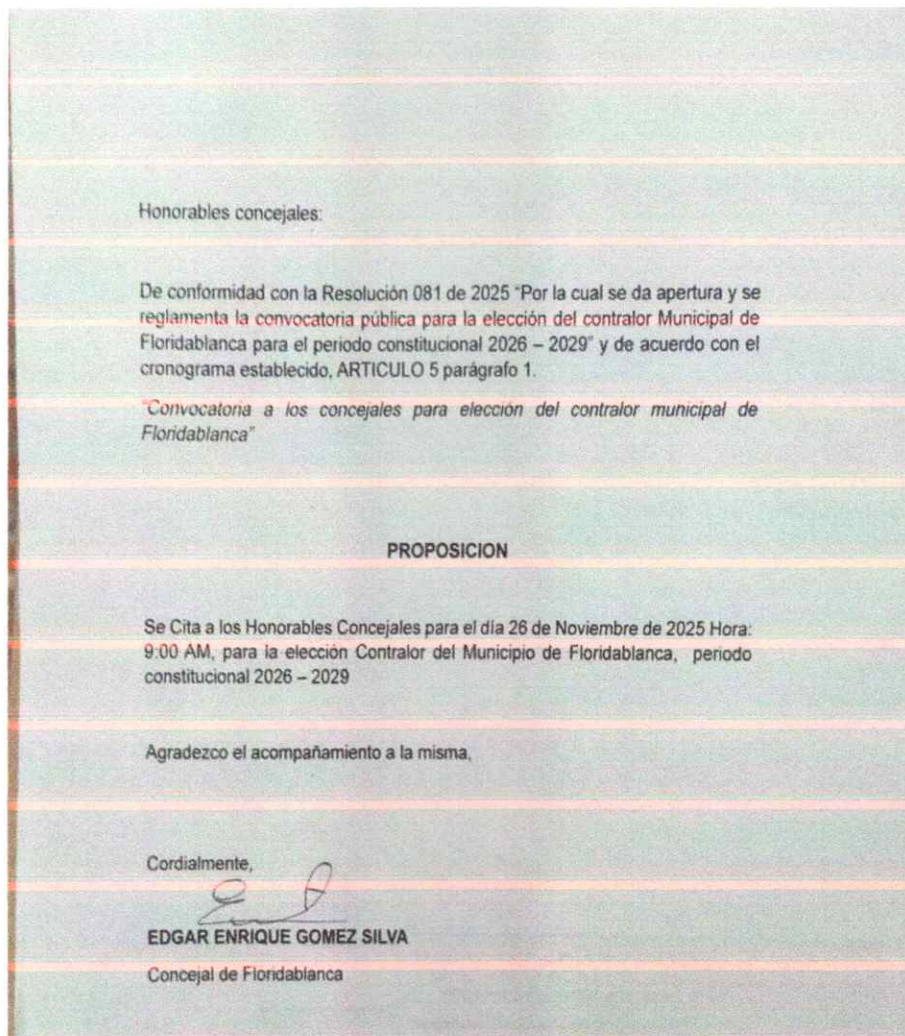 Honorables concejales:
De conformidad con la Resolución 081 de 2025 "Por la cual se da apertura y se
reglamenta la convocatoria pública para la elección del contralor Municipal de
Floridablanca para el periodo constitucional 2026 – 2029" y de acuerdo con el
cronograma establecido, ARTICULO 5 parágrafo 1.
"Convocatoria a los concejales para elección del contralor municipal de
Floridablanca"
PROPOSICION
Se Cita a los Honorables Concejales para el día 26 de Noviembre de 2025 Hora:
9:00 AM, para la elección Contralor del Municipio de Floridablanca, periodo
constitucional 2026 – 2029
Agradezco el acompañamiento a la misma,
Cordialmente,
EDGAR ENRIQUE GOMEZ SILVA
Concejal de Floridablanca